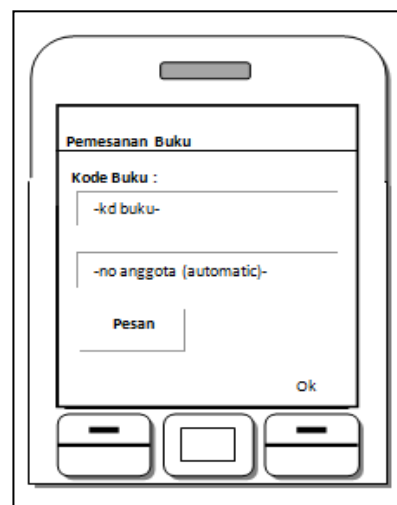 Pemesanan Buku
Kode Buku :
-kd buku-
-no anggota (automatic)-
Pesan
Ok